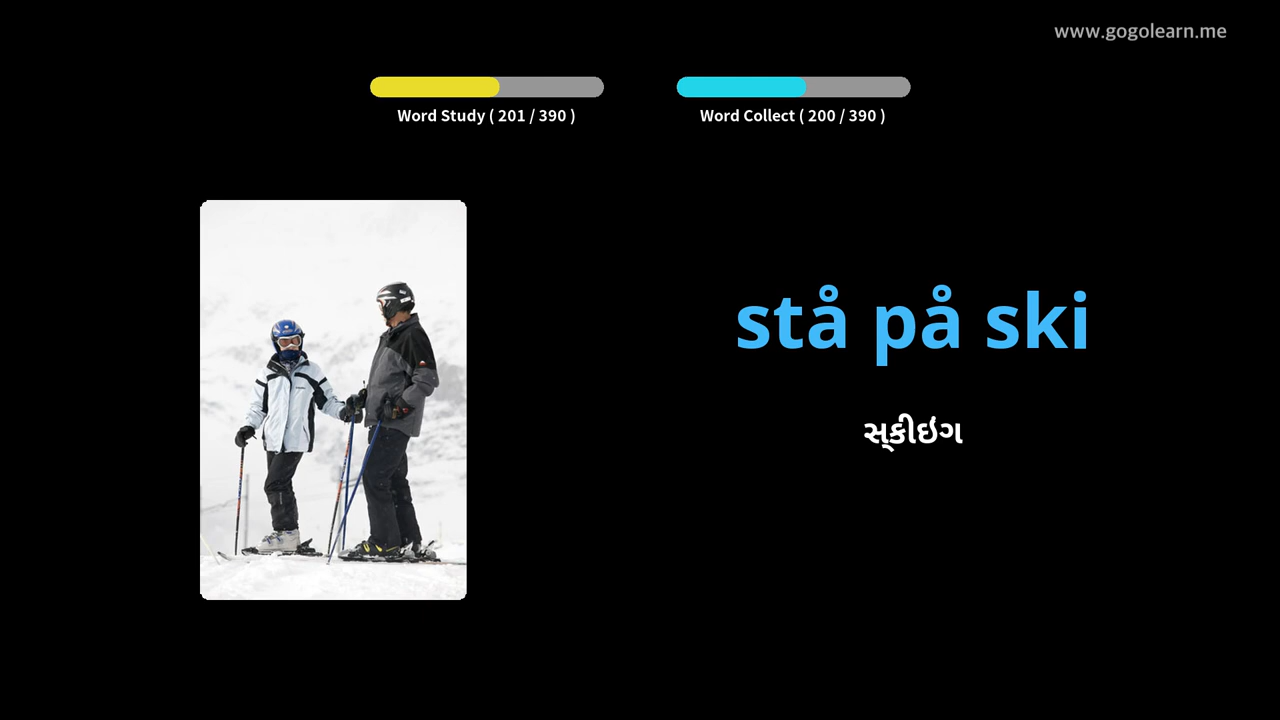 www.gogolearn.me
Word Study ( 201 / 390 )
Word Collect ( 200 / 390 )
stå på ski
સ્કીઇંગ